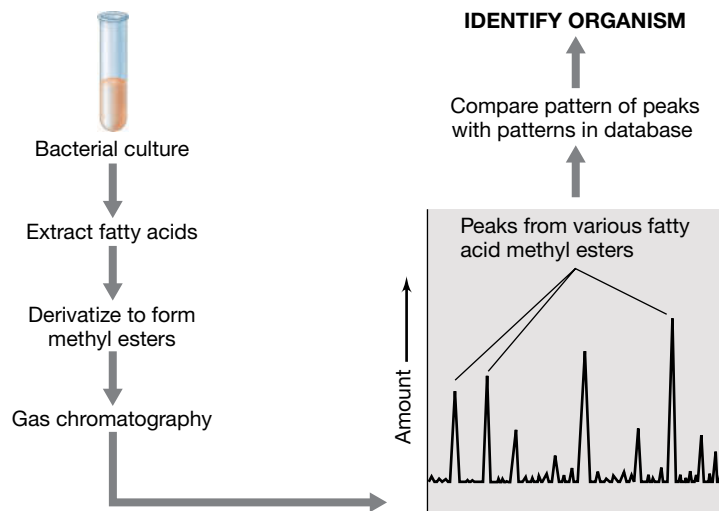 Bacterial culture
Extract fatty acids
Derivatize to form
methyl esters
Gas chromatography
Amount
Peaks from various fatty
acid methyl esters
Compare pattern of peaks
with patterns in database
IDENTIFY ORGANISM